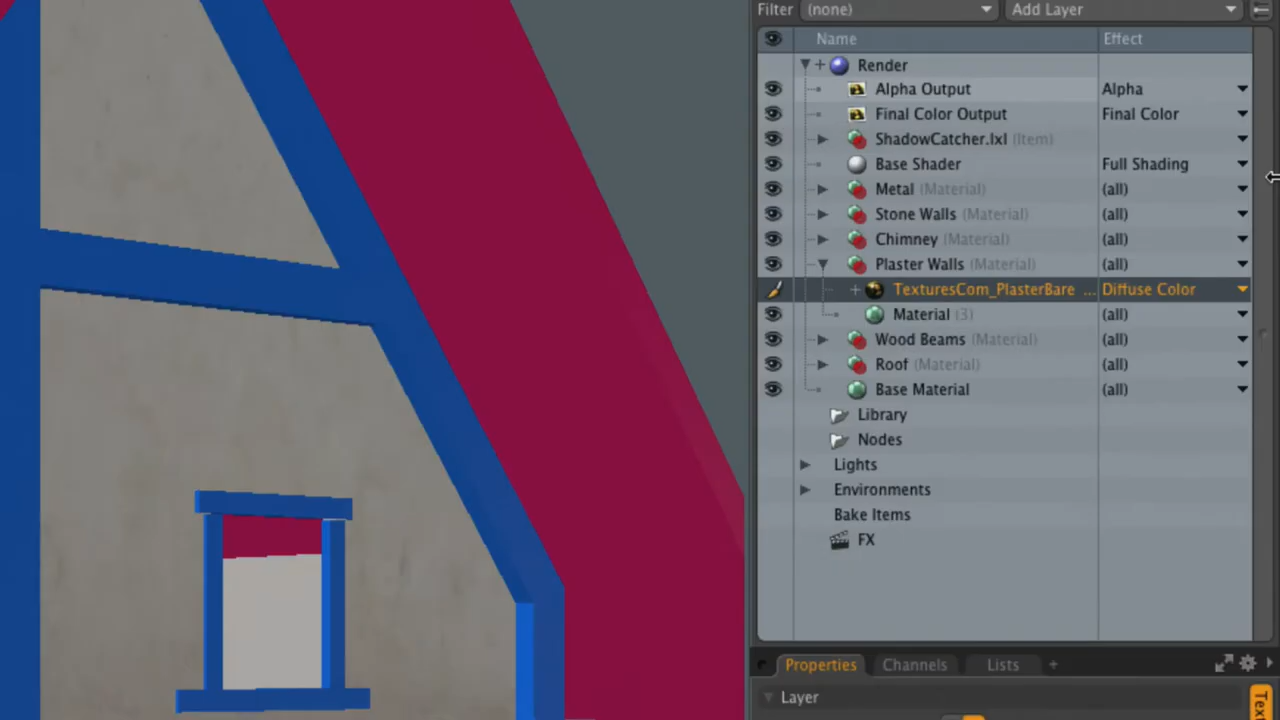 Filter (none) Add Layer
Name Effect
Render
Alpha Output Alpha
Final Color Output Final Color
ShadowCatcher.lxl (Item)
Base Shader Full Shading
Metal (Material) (all)
Stone Walls (Material) (all)
Chimney (Material) (all)
Plaster Walls (Material) (all)
TexturesCom_PlasterBare ... Diffuse Color
Material (3) (all)
Wood Beams (Material) (all)
Roof (Material) (all)
Base Material (all)
Library
Nodes
Lights
Environments
Bake Items
FX
Properties Channels Lists +
Layer